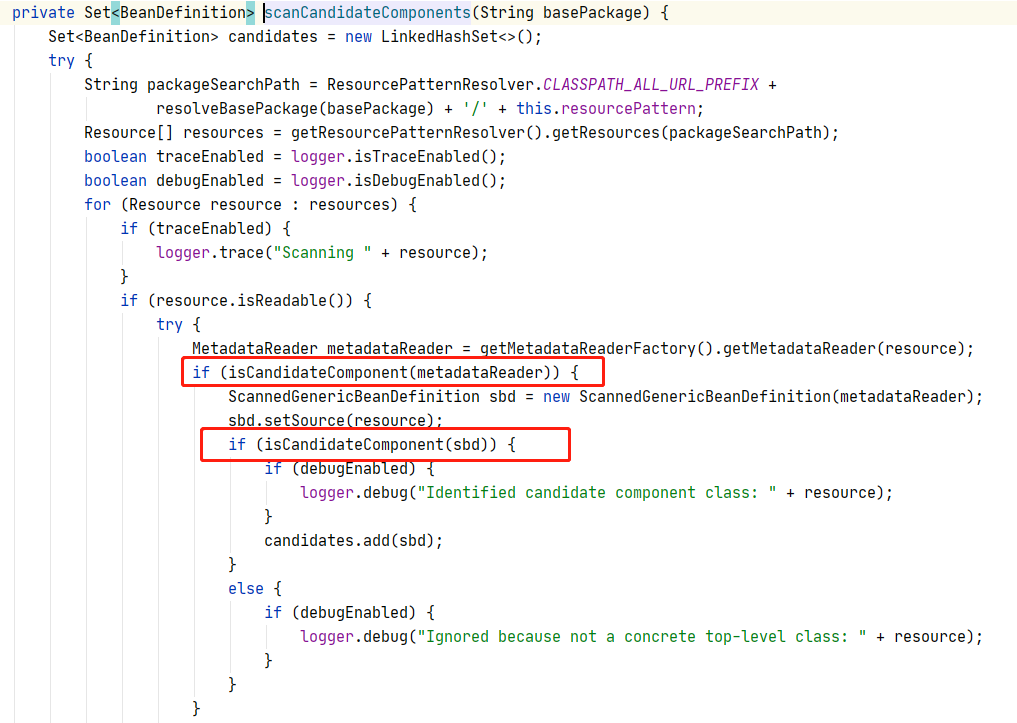 private Set<BeanDefinition> scanCandidateComponents(String basePackage) {
    Set<BeanDefinition> candidates = new LinkedHashSet<>();
    try {
        String packageSearchPath = ResourcePatternResolver.CLASSPATH_ALL_URL_PREFIX +
                resolveBasePackage(basePackage) + '/' + this.resourcePattern;
        Resource[] resources = getResourcePatternResolver().getResources(packageSearchPath);
        boolean traceEnabled = logger.isTraceEnabled();
        boolean debugEnabled = logger.isDebugEnabled();
        for (Resource resource : resources) {
            if (traceEnabled) {
                logger.trace("Scanning " + resource);
            }
            if (resource.isReadable()) {
                try {
                    MetadataReader metadataReader = getMetadataReaderFactory().getMetadataReader(resource);
                    if (isCandidateComponent(metadataReader)) {
                        ScannedGenericBeanDefinition sbd = new ScannedGenericBeanDefinition(metadataReader);
                        sbd.setSource(resource);
                        if (isCandidateComponent(sbd)) {
                            if (debugEnabled) {
                                logger.debug("Identified candidate component class: " + resource);
                            }
                            candidates.add(sbd);
                        }
                        else {
                            if (debugEnabled) {
                                logger.debug("Ignored because not a concrete top-level class: " + resource);
                            }
                        }
                    }